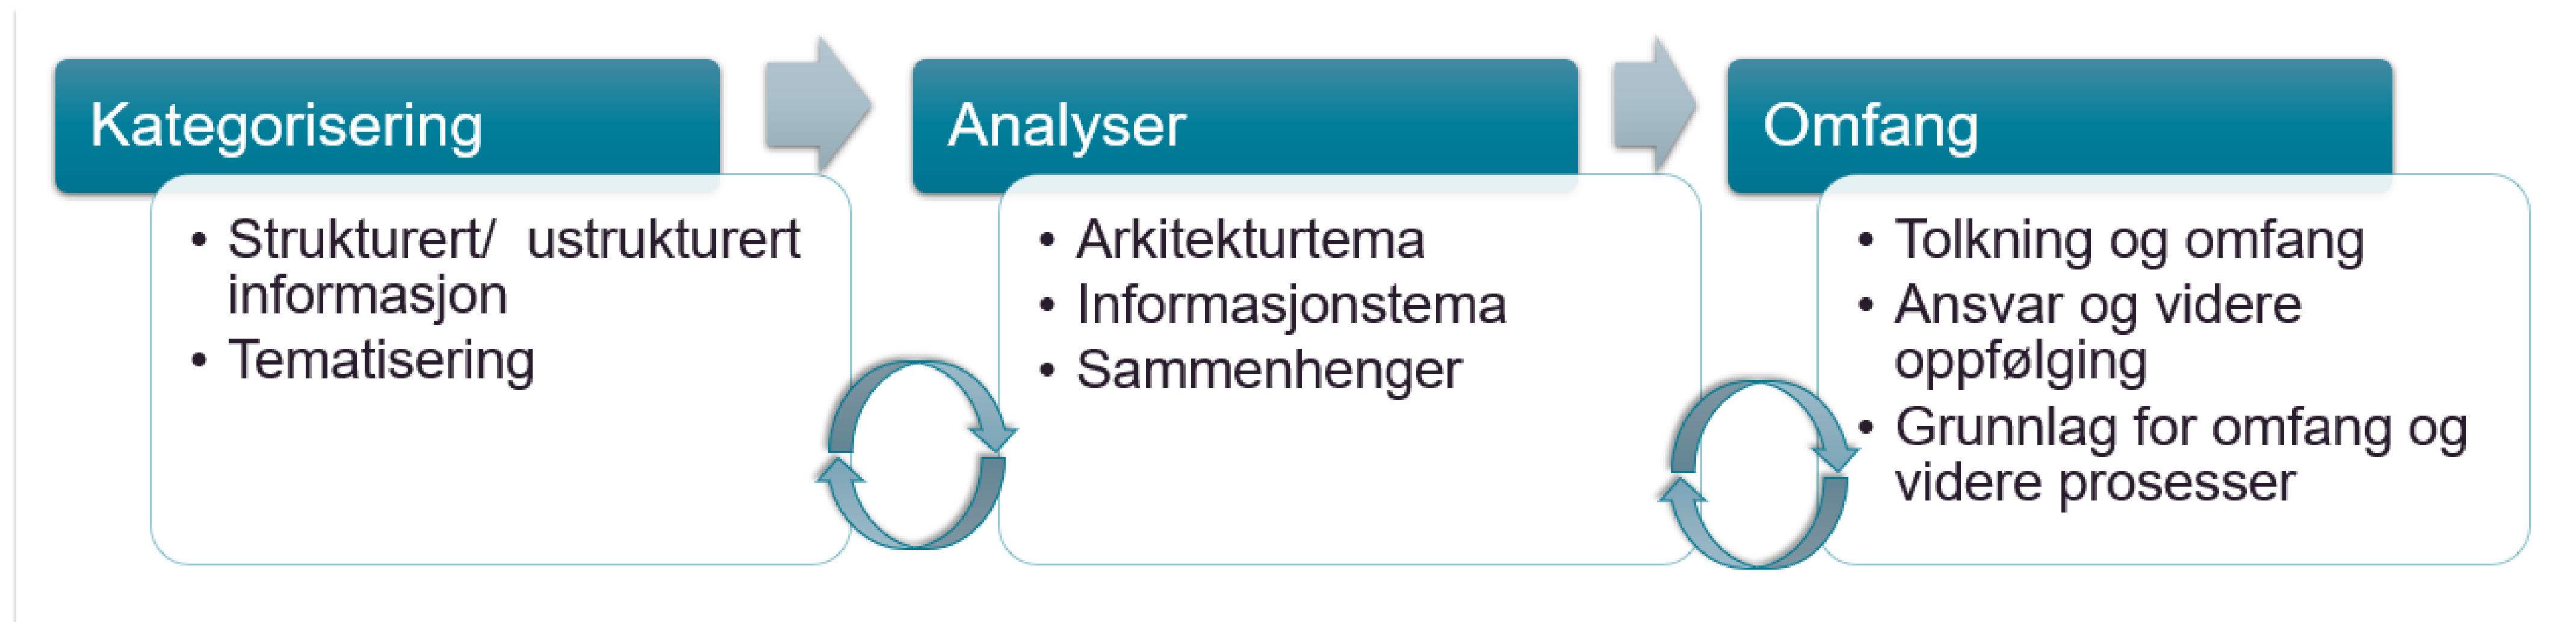 Kategorisering
• Strukturert/ ustrukturert
informasjon
• Tematisering
Analyser
• Arkitekturtema
• Informasjonstema
• Sammenhenger
Omfang
• Tolkning og omfang
• Ansvar og videre
oppfølging
• Grunnlag for omfang og
videre prosesser